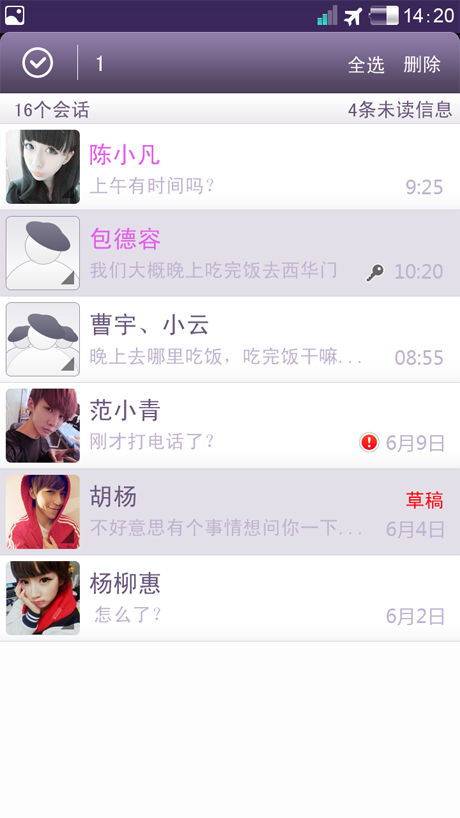 14:20
1 全选 删除
16个会话 4条未读信息
陈小凡
上午有时间吗? 9:25
包德容
我们大概晚上吃完饭去西华门 10:20
曹宇、小云
晚上去哪里吃饭，吃完饭干嘛... 08:55
范小青
刚才打电话了? 6月9日
胡杨 草稿
不好意思有个事情想问你一下... 6月4日
杨柳惠
怎么了? 6月2日